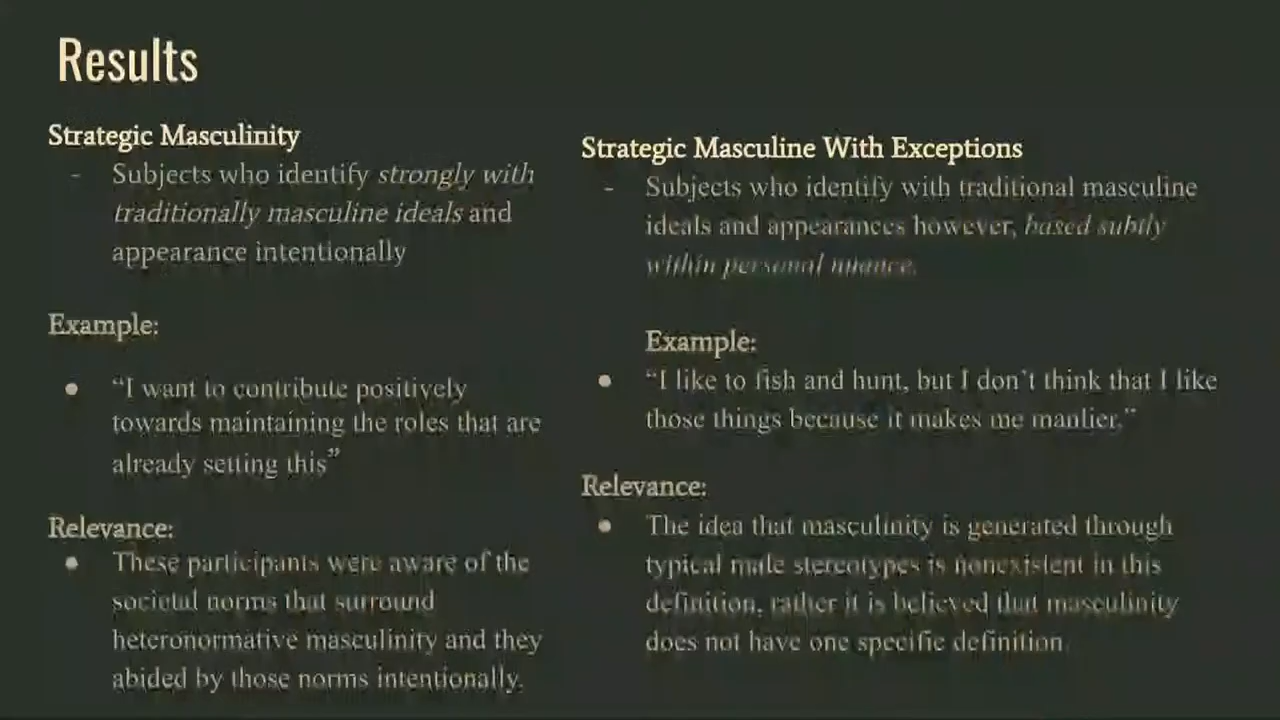 Results
Strategic Masculinity
- Subjects who identify strongly with
traditionally masculine ideals and
appearance intentionally
Example:
● “I want to contribute positively
towards maintaining the roles that are
already setting this”
Relevance:
● These participants were aware of the
societal norms that surround
heteronormative masculinity and they
abided by those norms intentionally.
Strategic Masculine With Exceptions
- Subjects who identify with traditional masculine
ideals and appearances however, based subtly
within personal nuance.
Example:
● “I like to fish and hunt, but I don’t think that I like
those things because it makes me manlier.”
Relevance:
● The idea that masculinity is generated through
typical male stereotypes is nonexistent in this
definition, rather it is believed that masculinity
does not have one specific definition.